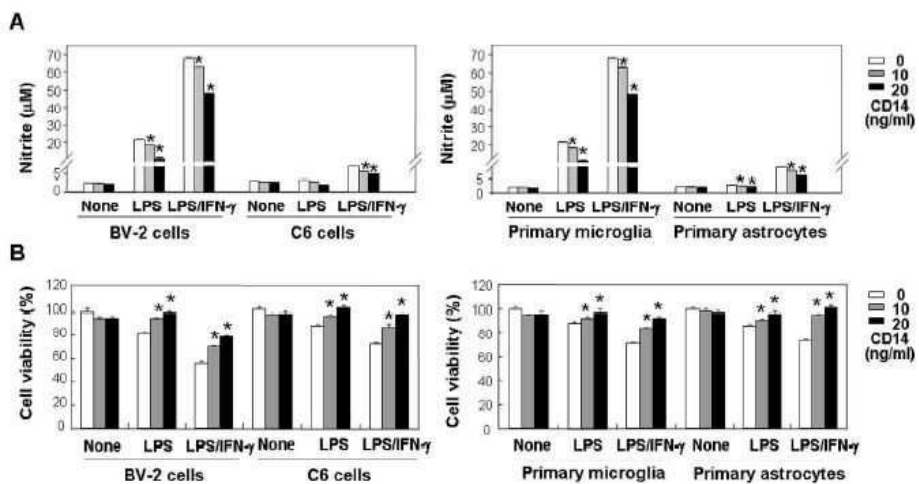 A
Nitrite (µM)
70
60
50
40
30
20
5
0
* * * * * *
None LPS LPS/IFN-γ None LPS LPS/IFN-γ
BV-2 cells C6 cells
Nitrite (µM)
70
60
50
40
30
20
5
0
* * * * * * * *
None LPS LPS/IFN-γ None LPS LPS/IFN-γ
Primary microglia Primary astrocytes
0
10
20
CD14
(ng/ml)
B
Cell viability (%)
120
100
80
60
40
20
0
* * * * * * * *
None LPS LPS/IFN-γ None LPS LPS/IFN-γ
BV-2 cells C6 cells
Cell viability (%)
120
100
80
60
40
20
0
* * * * * * * *
None LPS LPS/IFN-γ None LPS LPS/IFN-γ
Primary microglia Primary astrocytes
0
10
20
CD14
(ng/ml)